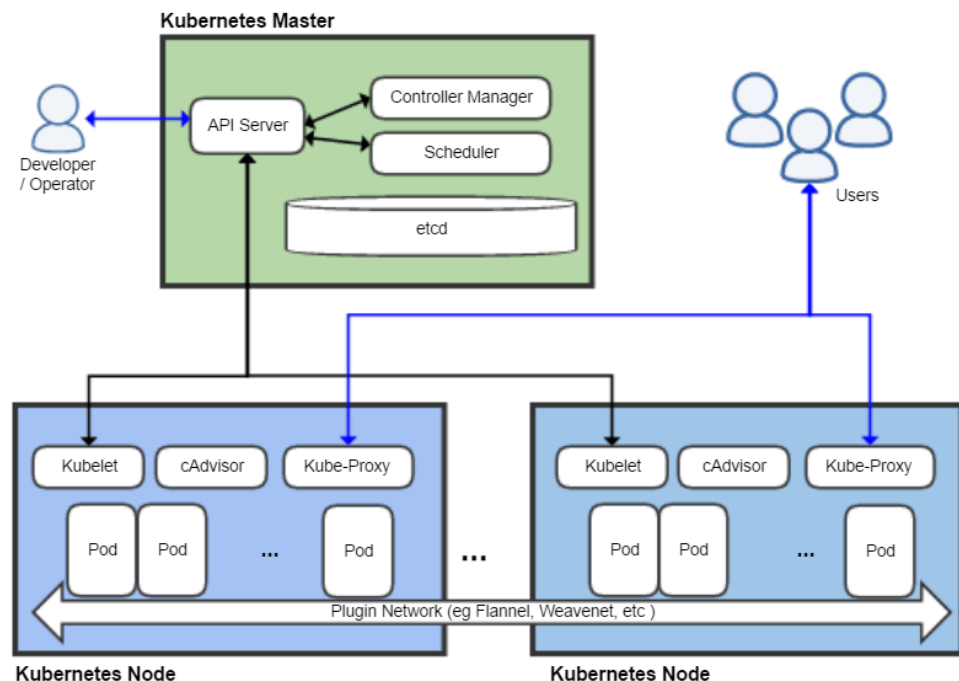 Kubernetes Master
Controller Manager
API Server
Scheduler
Developer
/ Operator
Users
etcd
Kubelet
cAdvisor
Kube-Proxy
Kubelet
cAdvisor
Kube-Proxy
Pod
Pod
...
Pod
...
Pod
Pod
...
Pod
Plugin Network (eg Flannel, Weavenet, etc )
Kubernetes Node
Kubernetes Node